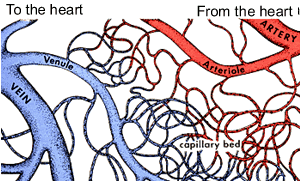 To the heart
From the heart
ARTERY
Venule
Arteriole
VEIN
capillary bed